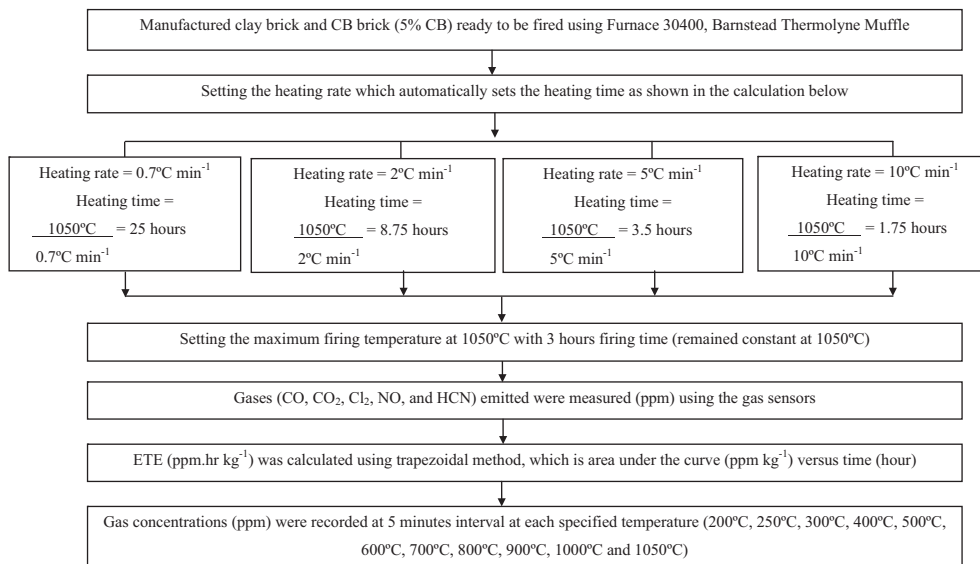 Manufactured clay brick and CB brick (5% CB) ready to be fired using Furnace 30400, Barnstead Thermolyne Muffle
Setting the heating rate which automatically sets the heating time as shown in the calculation below
Heating rate = 0.7ºC min⁻¹
Heating time =
1050ºC = 25 hours
0.7ºC min⁻¹
Heating rate = 2ºC min⁻¹
Heating time =
1050ºC = 8.75 hours
2ºC min⁻¹
Heating rate = 5ºC min⁻¹
Heating time =
1050ºC = 3.5 hours
5ºC min⁻¹
Heating rate = 10ºC min⁻¹
Heating time =
1050ºC = 1.75 hours
10ºC min⁻¹
Setting the maximum firing temperature at 1050ºC with 3 hours firing time (remained constant at 1050ºC)
Gases (CO, CO₂, Cl₂, NO, and HCN) emitted were measured (ppm) using the gas sensors
ETE (ppm.hr kg⁻¹) was calculated using trapezoidal method, which is area under the curve (ppm kg⁻¹) versus time (hour)
Gas concentrations (ppm) were recorded at 5 minutes interval at each specified temperature (200ºC, 250ºC, 300ºC, 400ºC, 500ºC,
600ºC, 700ºC, 800ºC, 900ºC, 1000ºC and 1050ºC)